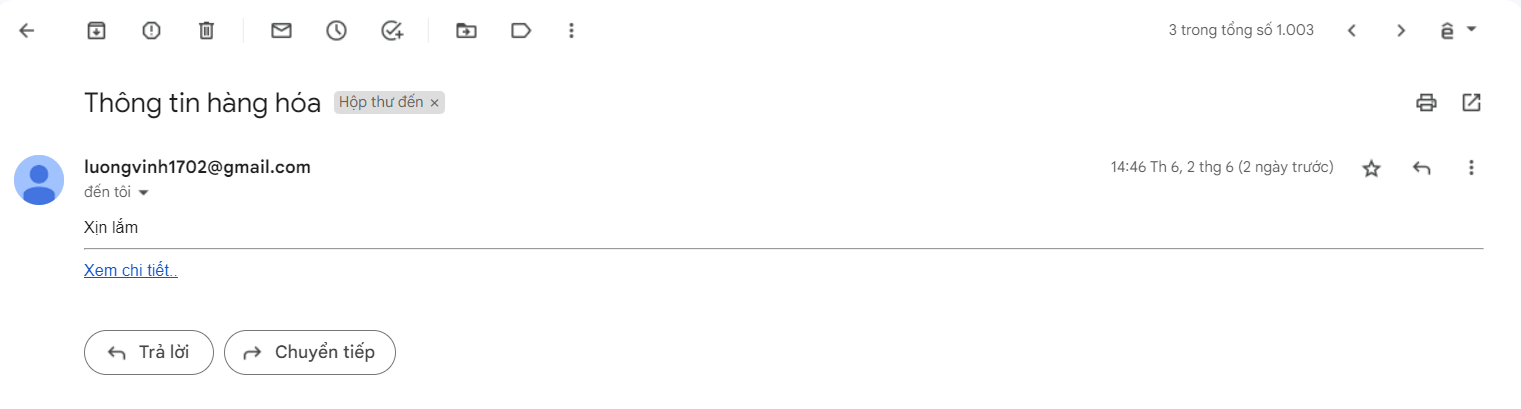 3 trong tổng số 1.003
ê
Thông tin hàng hóa
Hộp thư đến ×
luongvinh1702@gmail.com
14:46 Th 6, 2 thg 6 (2 ngày trước)
đến tôi
Xịn lắm
Xem chi tiết..
Trả lời
Chuyển tiếp